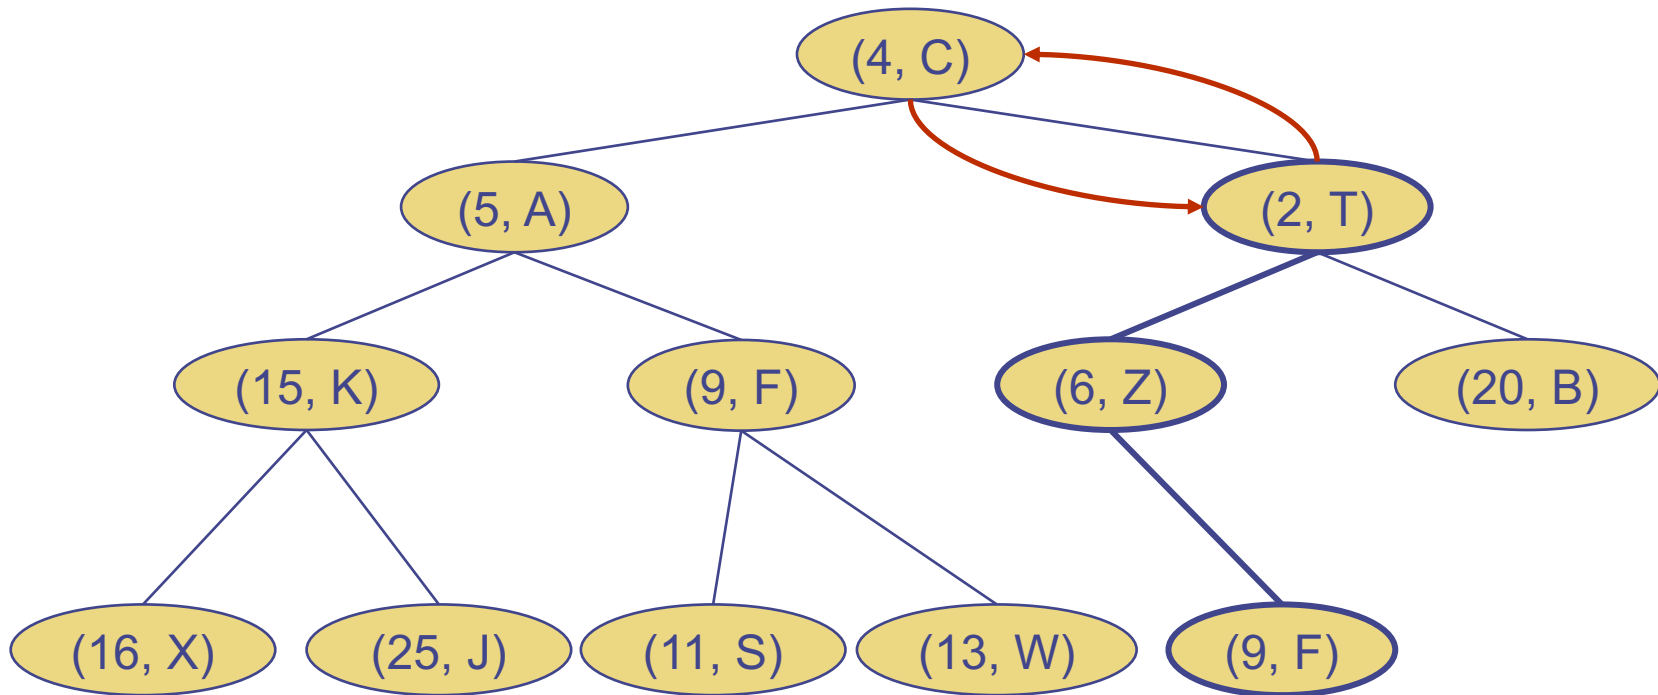 (4, C)
(5, A)
(2, T)
(15, K)
(9, F)
(6, Z)
(20, B)
(16, X)
(25, J)
(11, S)
(13, W)
(9, F)